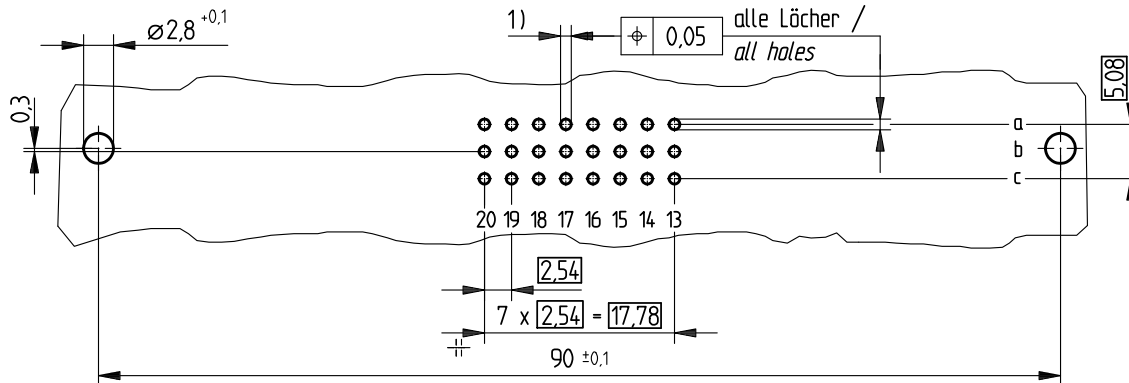 ⌀2,8 +0,1
1)
⌖ 0,05
alle Löcher /
all holes
5,08
0,3
a
b
c
20 19 18 17 16 15 14 13
2,54
7 x 2,54 = 17,78
90 ±0,1